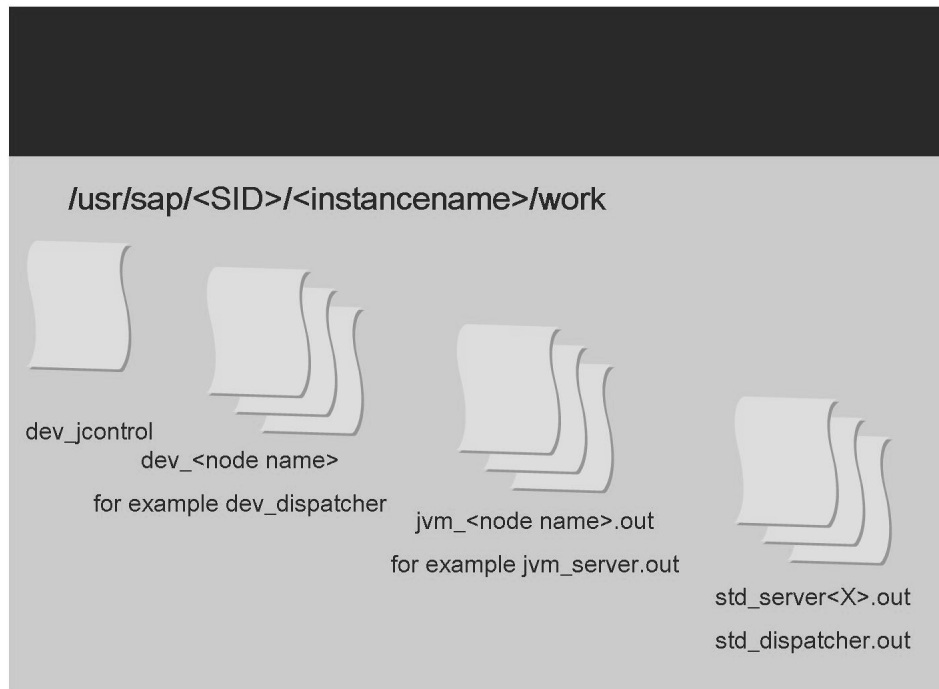 /usr/sap/<SID>/<instancename>/work
dev_jcontrol
dev_<node name>
for example dev_dispatcher
jvm_<node name>.out
for example jvm_server.out
std_server<X>.out
std_dispatcher.out